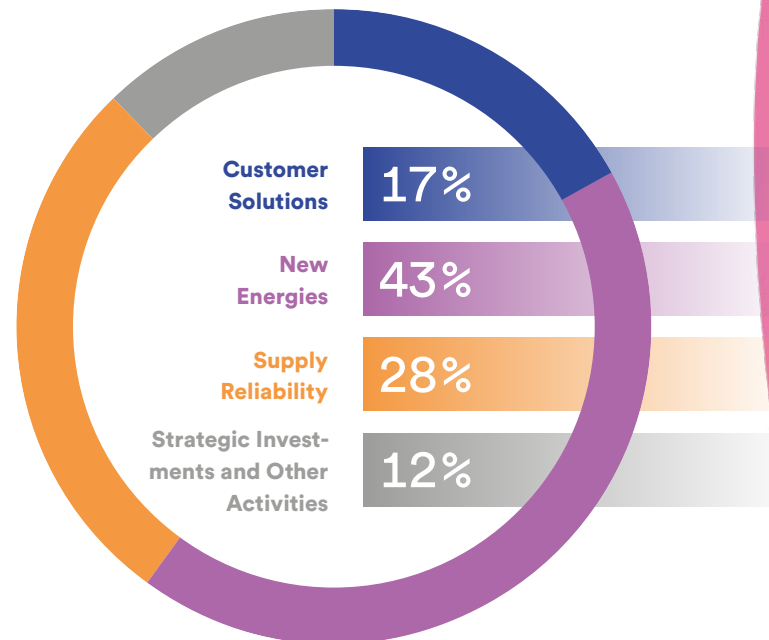 Customer
Solutions
17%
New
Energies
43%
Supply
Reliability
28%
Strategic Invest-
ments and Other
Activities
12%